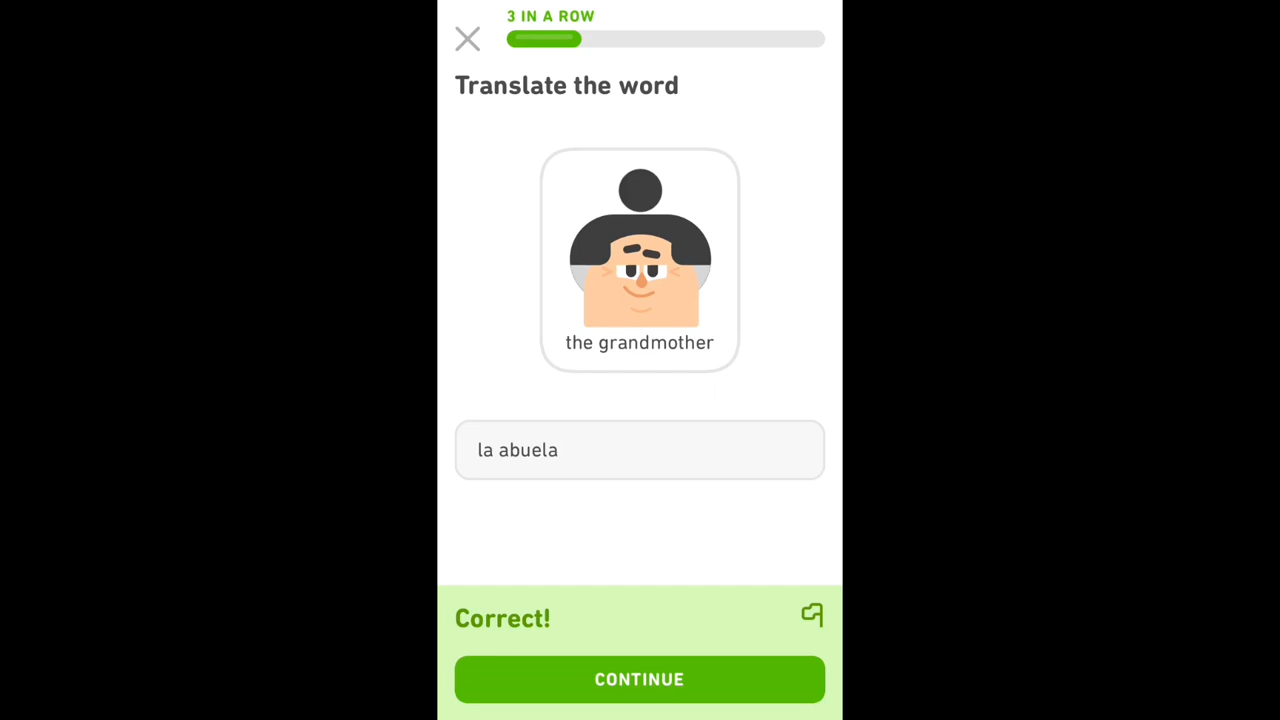 3 IN A ROW
Translate the word
the grandmother
la abuela
Correct!
CONTINUE